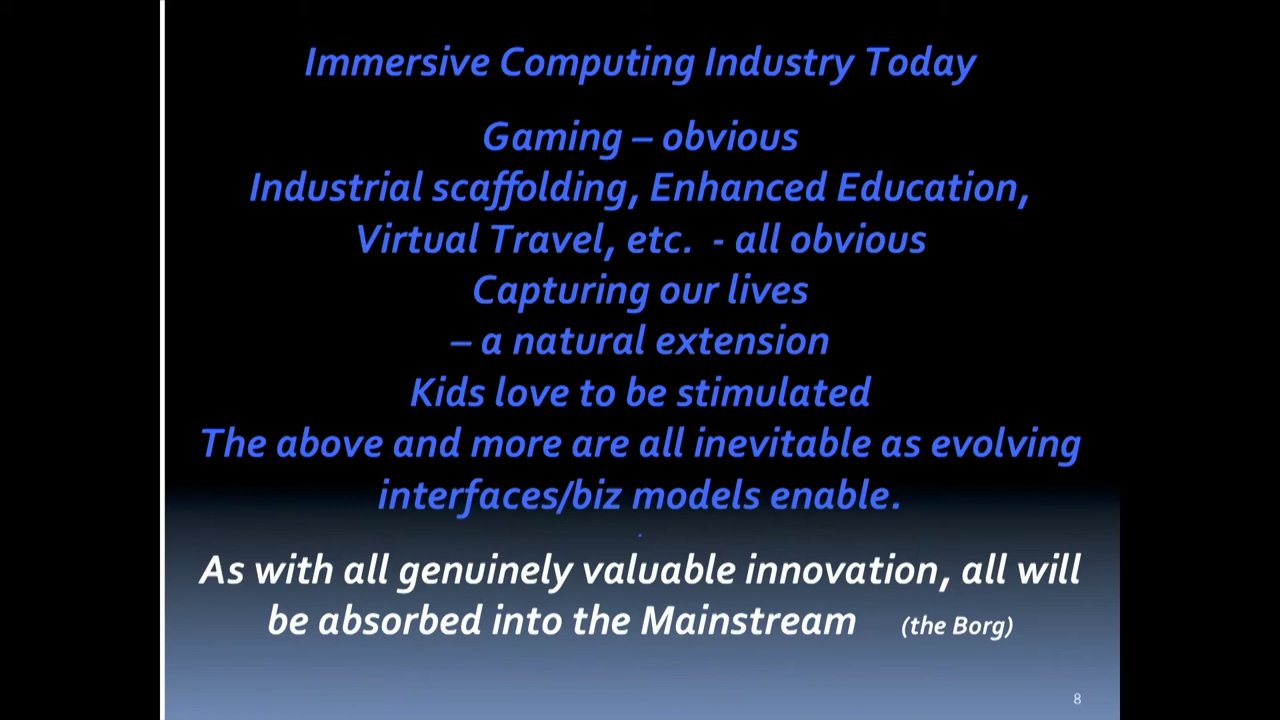 Immersive Computing Industry Today
Gaming – obvious
Industrial scaffolding, Enhanced Education,
Virtual Travel, etc.  - all obvious
Capturing our lives
– a natural extension
Kids love to be stimulated
The above and more are all inevitable as evolving
interfaces/biz models enable.
.
As with all genuinely valuable innovation, all will
be absorbed into the Mainstream (the Borg)
8